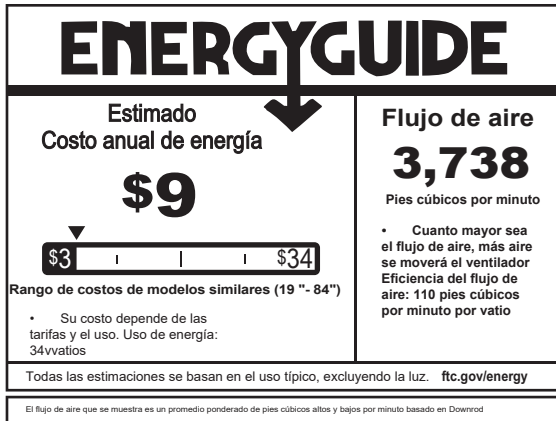 ENERGYGUIDE
Estimado
Costo anual de energía
$9
$3
$34
Rango de costos de modelos similares (19 "- 84")
• Su costo depende de las
tarifas y el uso. Uso de energía:
34vvatios
Flujo de aire
3,738
Pies cúbicos por minuto
• Cuanto mayor sea
el flujo de aire, más aire
se moverá el ventilador
Eficiencia del flujo de
aire: 110 pies cúbicos
por minuto por vatio
Todas las estimaciones se basan en el uso típico, excluyendo la luz. ftc.gov/energy
El flujo de aire que se muestra es un promedio ponderado de pies cúbicos altos y bajos por minuto basado en Downrod